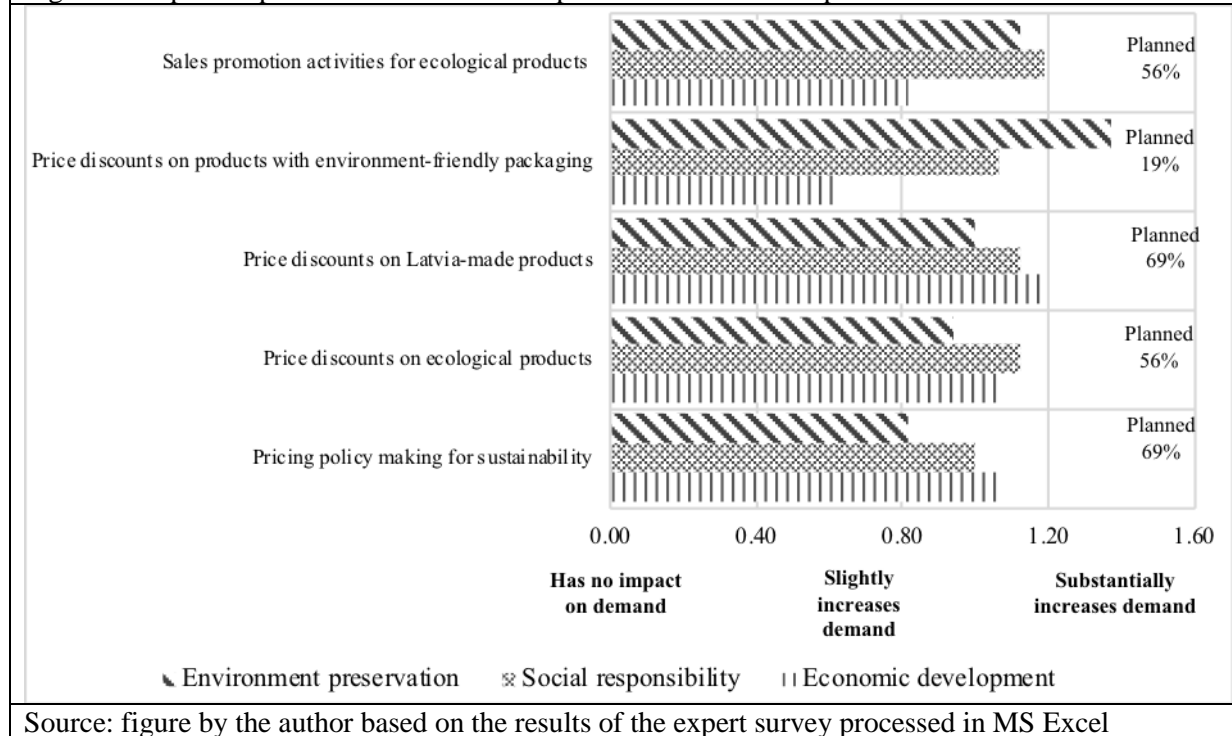 Sales promotion activities for ecological products
Planned
56%
Price discounts on products with environment-friendly packaging
Planned
19%
Price discounts on Latvia-made products
Planned
69%
Price discounts on ecological products
Planned
56%
Pricing policy making for sustainability
Planned
69%
0.00 0.40 0.80 1.20 1.60
Has no impact
on demand
Slightly
increases
demand
Substantially
increases demand
Environment preservation Social responsibility Economic development
Source: figure by the author based on the results of the expert survey processed in MS Excel